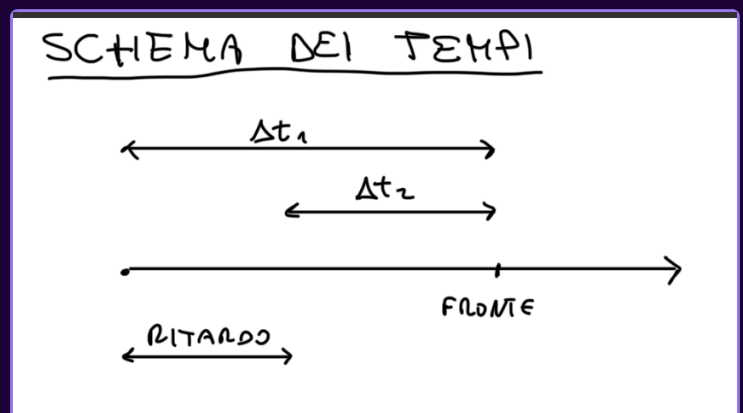 SCHEMA DEI TEMPI
Δt₁
Δt₂
FRONTE
RITARDO